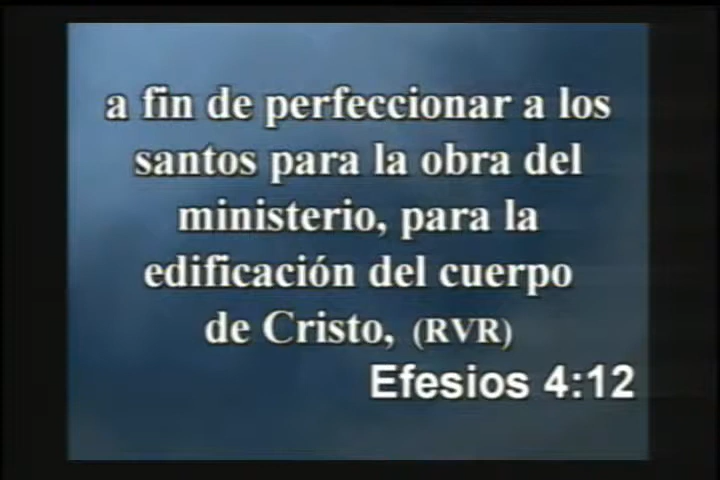 a fin de perfeccionar a los
santos para la obra del
ministerio, para la
edificación del cuerpo
de Cristo, (RVR)
Efesios 4:12